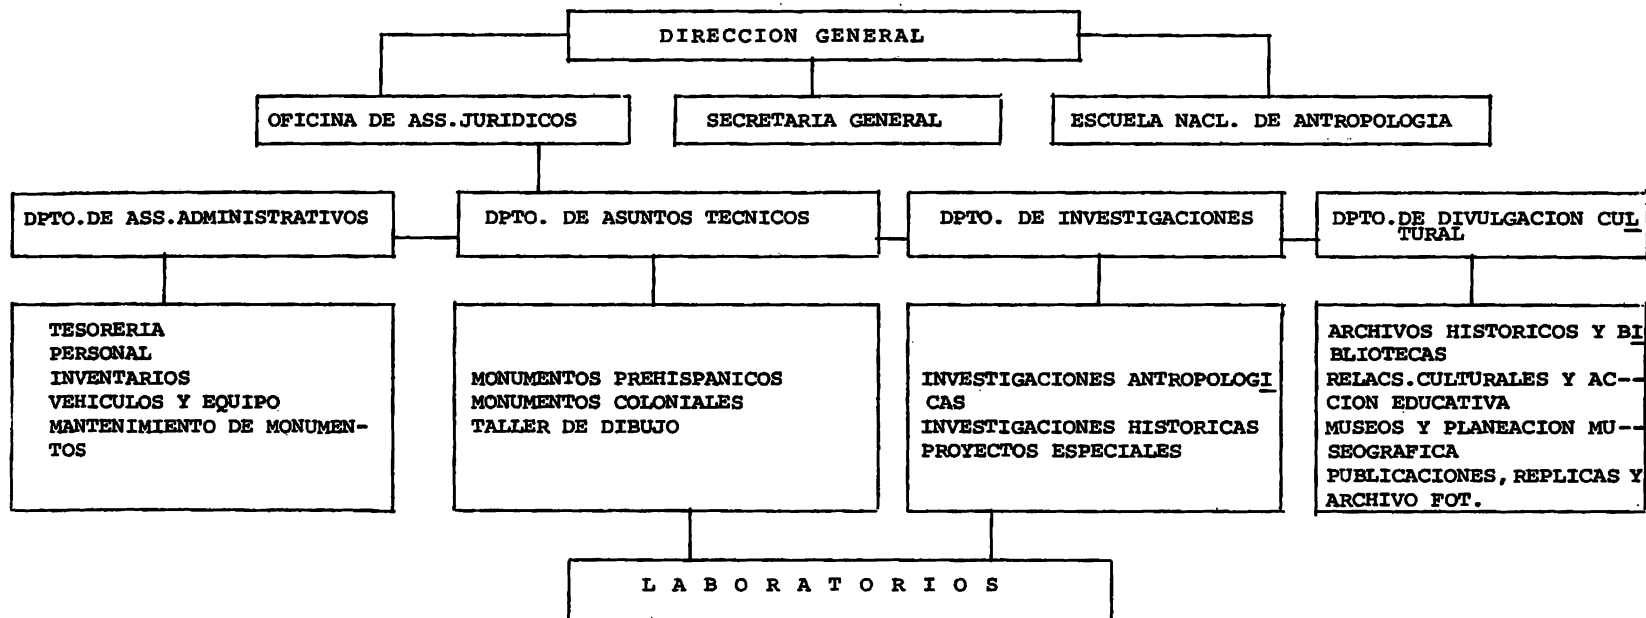 DIRECCION GENERAL
OFICINA DE ASS.JURIDICOS
SECRETARIA GENERAL
ESCUELA NACL. DE ANTROPOLOGIA
DPTO.DE ASS.ADMINISTRATIVOS
DPTO. DE ASUNTOS TECNICOS
DPTO. DE INVESTIGACIONES
DPTO.DE DIVULGACION CUL
TURAL
TESORERIA
PERSONAL
INVENTARIOS
VEHICULOS Y EQUIPO
MANTENIMIENTO DE MONUMEN-
TOS
MONUMENTOS PREHISPANICOS
MONUMENTOS COLONIALES
TALLER DE DIBUJO
INVESTIGACIONES ANTROPOLOGI
CAS
INVESTIGACIONES HISTORICAS
PROYECTOS ESPECIALES
ARCHIVOS HISTORICOS Y BI
BLIOTECAS
RELACS.CULTURALES Y AC--
CION EDUCATIVA
MUSEOS Y PLANEACION MU--
SEOGRAFICA
PUBLICACIONES, REPLICAS Y
ARCHIVO FOT.
L A B O R A T O R I O S